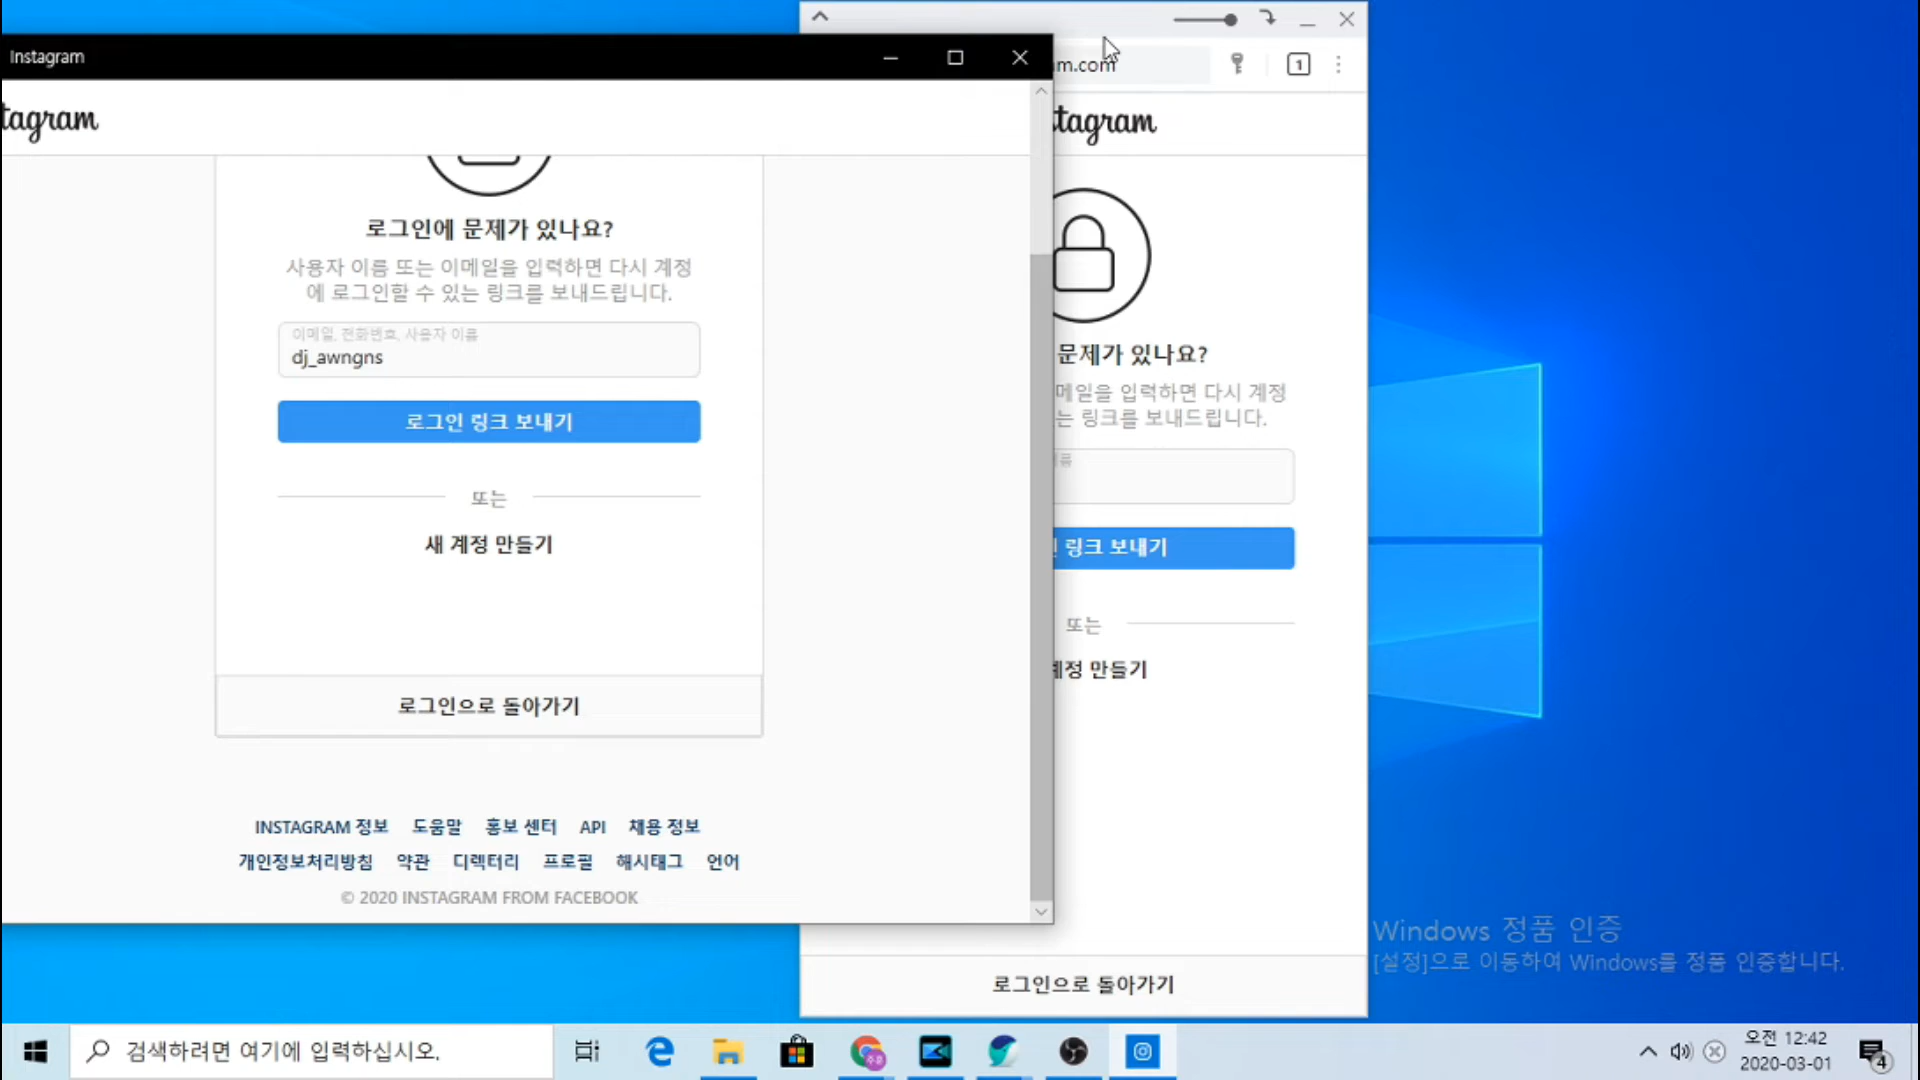 Instagram
tagram
로그인에 문제가 있나요?
사용자 이름 또는 이메일을 입력하면 다시 계정
에 로그인할 수 있는 링크를 보내드립니다.
이메일, 전화번호, 사용자 이름
dj_awngns
로그인 링크 보내기
또는
새 계정 만들기
로그인으로 돌아가기
INSTAGRAM 정보 도움말 홍보 센터 API 채용 정보
개인정보처리방침 약관 디렉터리 프로필 해시태그 언어
© 2020 INSTAGRAM FROM FACEBOOK
m.com
1
stagram
문제가 있나요?
메일을 입력하면 다시 계정
는 링크를 보내드립니다.
링크 보내기
또는
계정 만들기
로그인으로 돌아가기
Windows 정품 인증
[설정]으로 이동하여 Windows를 정품 인증합니다.
검색하려면 여기에 입력하십시오.
오전 12:42
2020-03-01
4